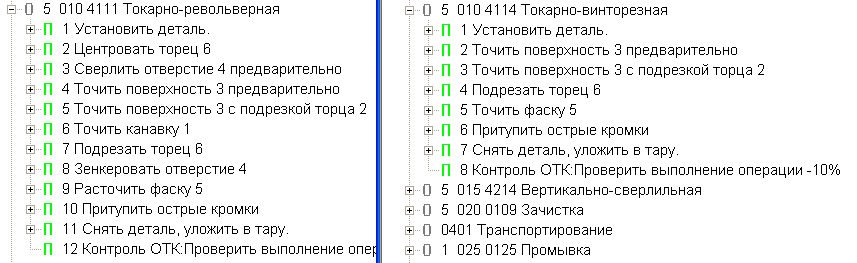 5 010 4111 Токарно-револьверная
П 1 Установить деталь.
П 2 Центровать торец 6
П 3 Сверлить отверстие 4 предварительно
П 4 Точить поверхность 3 предварительно
П 5 Точить поверхность 3 с подрезкой торца 2
П 6 Точить канавку 1
П 7 Подрезать торец 6
П 8 Зенкеровать отверстие 4
П 9 Расточить фаску 5
П 10 Притупить острые кромки
П 11 Снять деталь, уложить в тару.
П 12 Контроль ОТК:Проверить выполнение опер
5 010 4114 Токарно-винторезная
П 1 Установить деталь.
П 2 Точить поверхность 3 предварительно
П 3 Точить поверхность 3 с подрезкой торца 2
П 4 Подрезать торец 6
П 5 Точить фаску 5
П 6 Притупить острые кромки
П 7 Снять деталь, уложить в тару.
П 8 Контроль ОТК:Проверить выполнение операции -10%
5 015 4214 Вертикально-сверлильная
5 020 0109 Зачистка
0401 Транспортирование
1 025 0125 Промывка